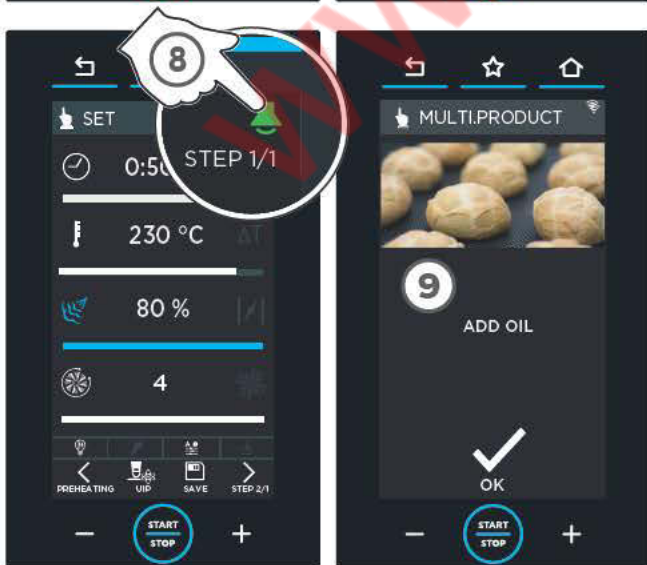 8
SET
STEP 1/1
0:50
230 °C
ΔT
80 %
4
PREHEATING
UIP
SAVE
STEP 2/1
START
STOP
MULTI.PRODUCT
9
ADD OIL
OK
START
STOP